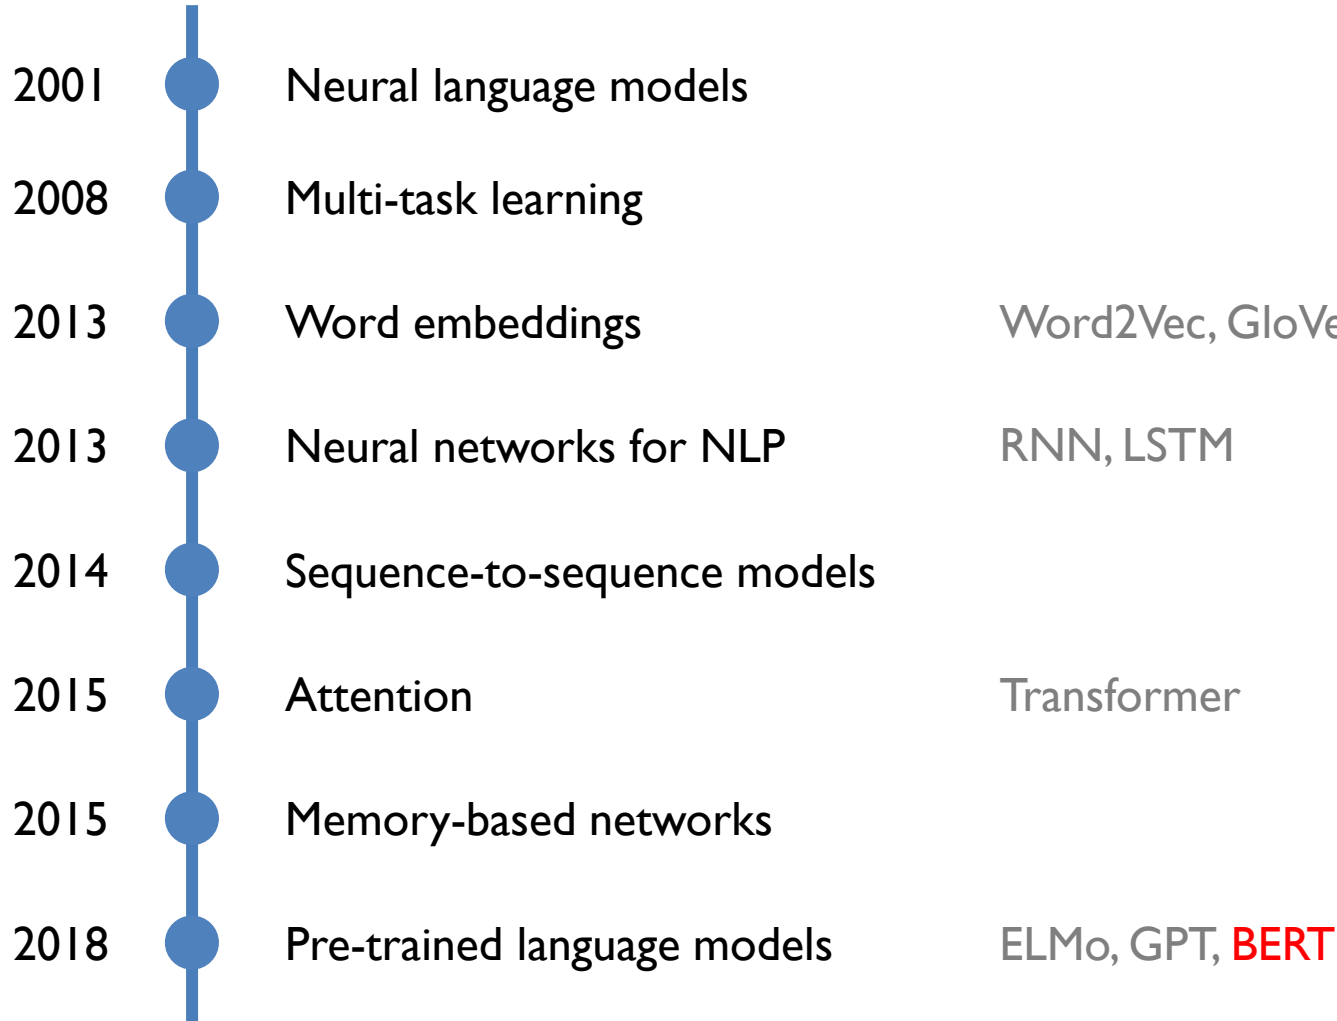 2001 Neural language models
2008 Multi-task learning
2013 Word embeddings Word2Vec, GloVe
2013 Neural networks for NLP RNN, LSTM
2014 Sequence-to-sequence models
2015 Attention Transformer
2015 Memory-based networks
2018 Pre-trained language models ELMo, GPT, BERT